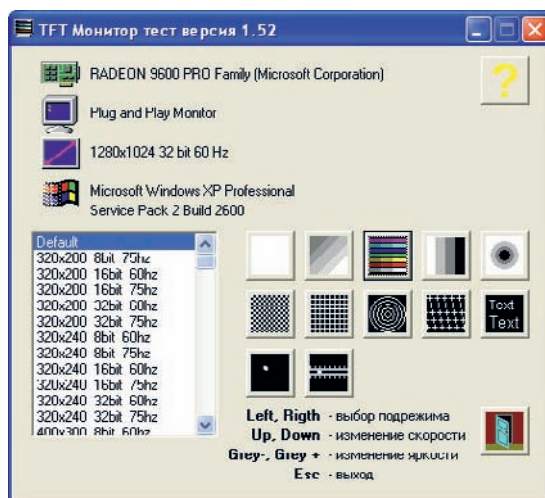 TFT Монитор тест версия 1.52
RADEON 9600 PRO Family (Microsoft Corporation)
Plug and Play Monitor
1280x1024 32 bit 60 Hz
Microsoft Windows XP Professional
Service Pack 2 Build 2600
Default
320x200 8bit 75hz
320x200 16bit 60hz
320x200 16bit 75hz
320x200 32bit 60hz
320x200 32bit 75hz
320x240 8bit 60hz
320x240 8bit 75hz
320x240 16bit 60hz
320x240 16bit 75hz
320x240 32bit 60hz
320x240 32bit 75hz
400x300 8bit 60hz
Text
Text
Left, Rigth - выбор подрежима
Up, Down - изменение скорости
Grey-, Grey + - изменение яркости
Esc - выход